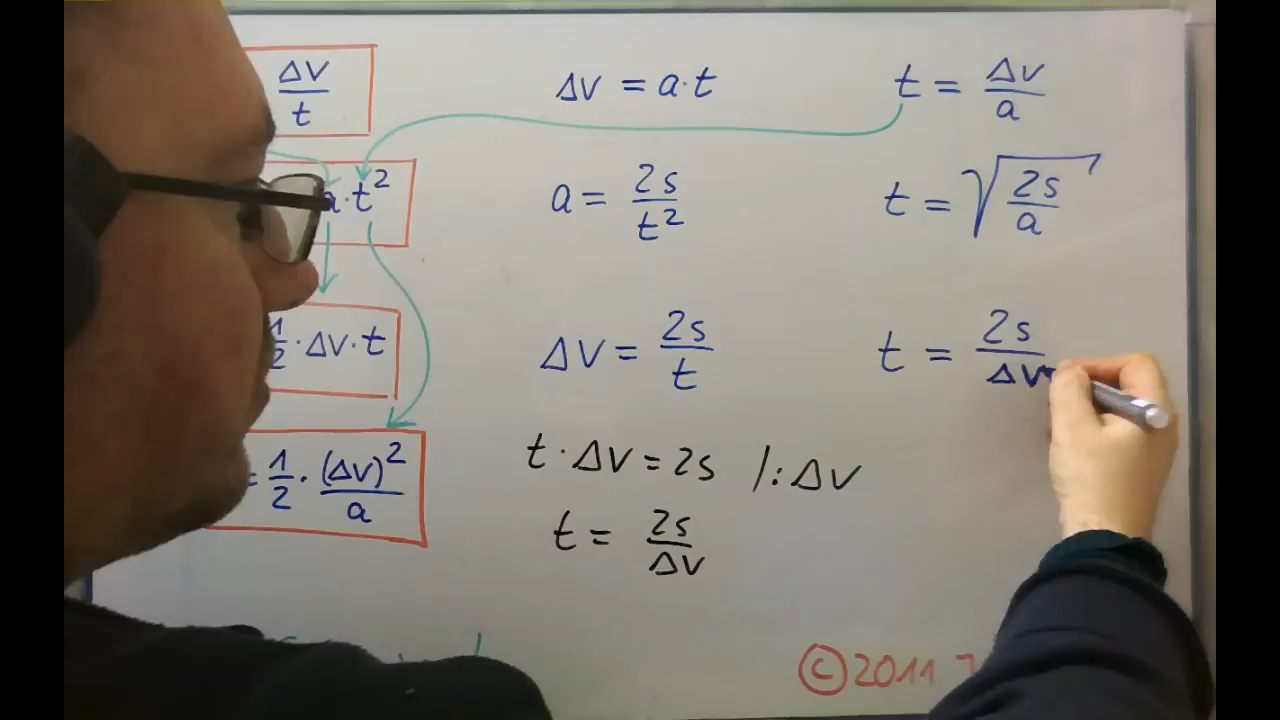 Δv/t   Δv = a·t   t = Δv/a
a·t²   a = 2s/t²   t = √(2s/a)
1/2·Δv·t   Δv = 2s/t   t = 2s/Δv
= 1/2·(Δv)²/a   t·Δv = 2s   /:Δv
t = 2s/Δv
© 2011